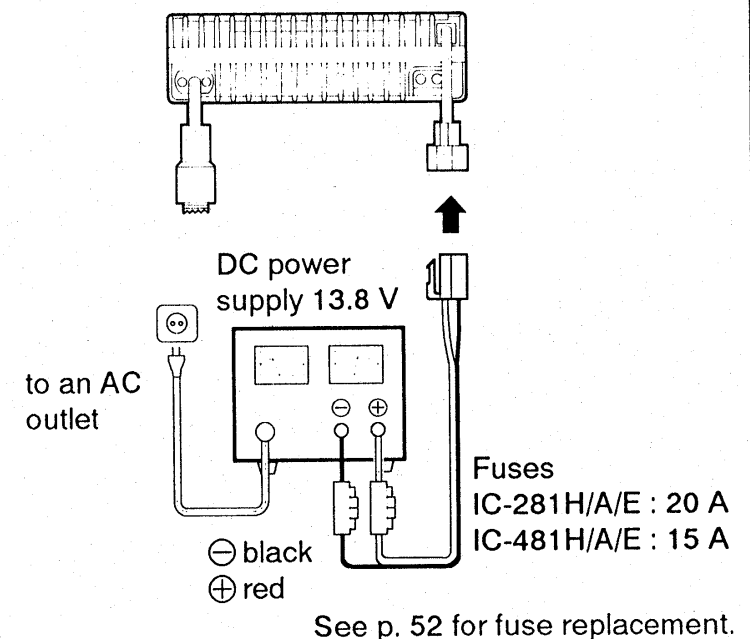 DC power
supply 13.8 V
to an AC
outlet
⊖ ⊕
Fuses
IC-281H/A/E : 20 A
IC-481H/A/E : 15 A
⊖ black
⊕ red
See p. 52 for fuse replacement.